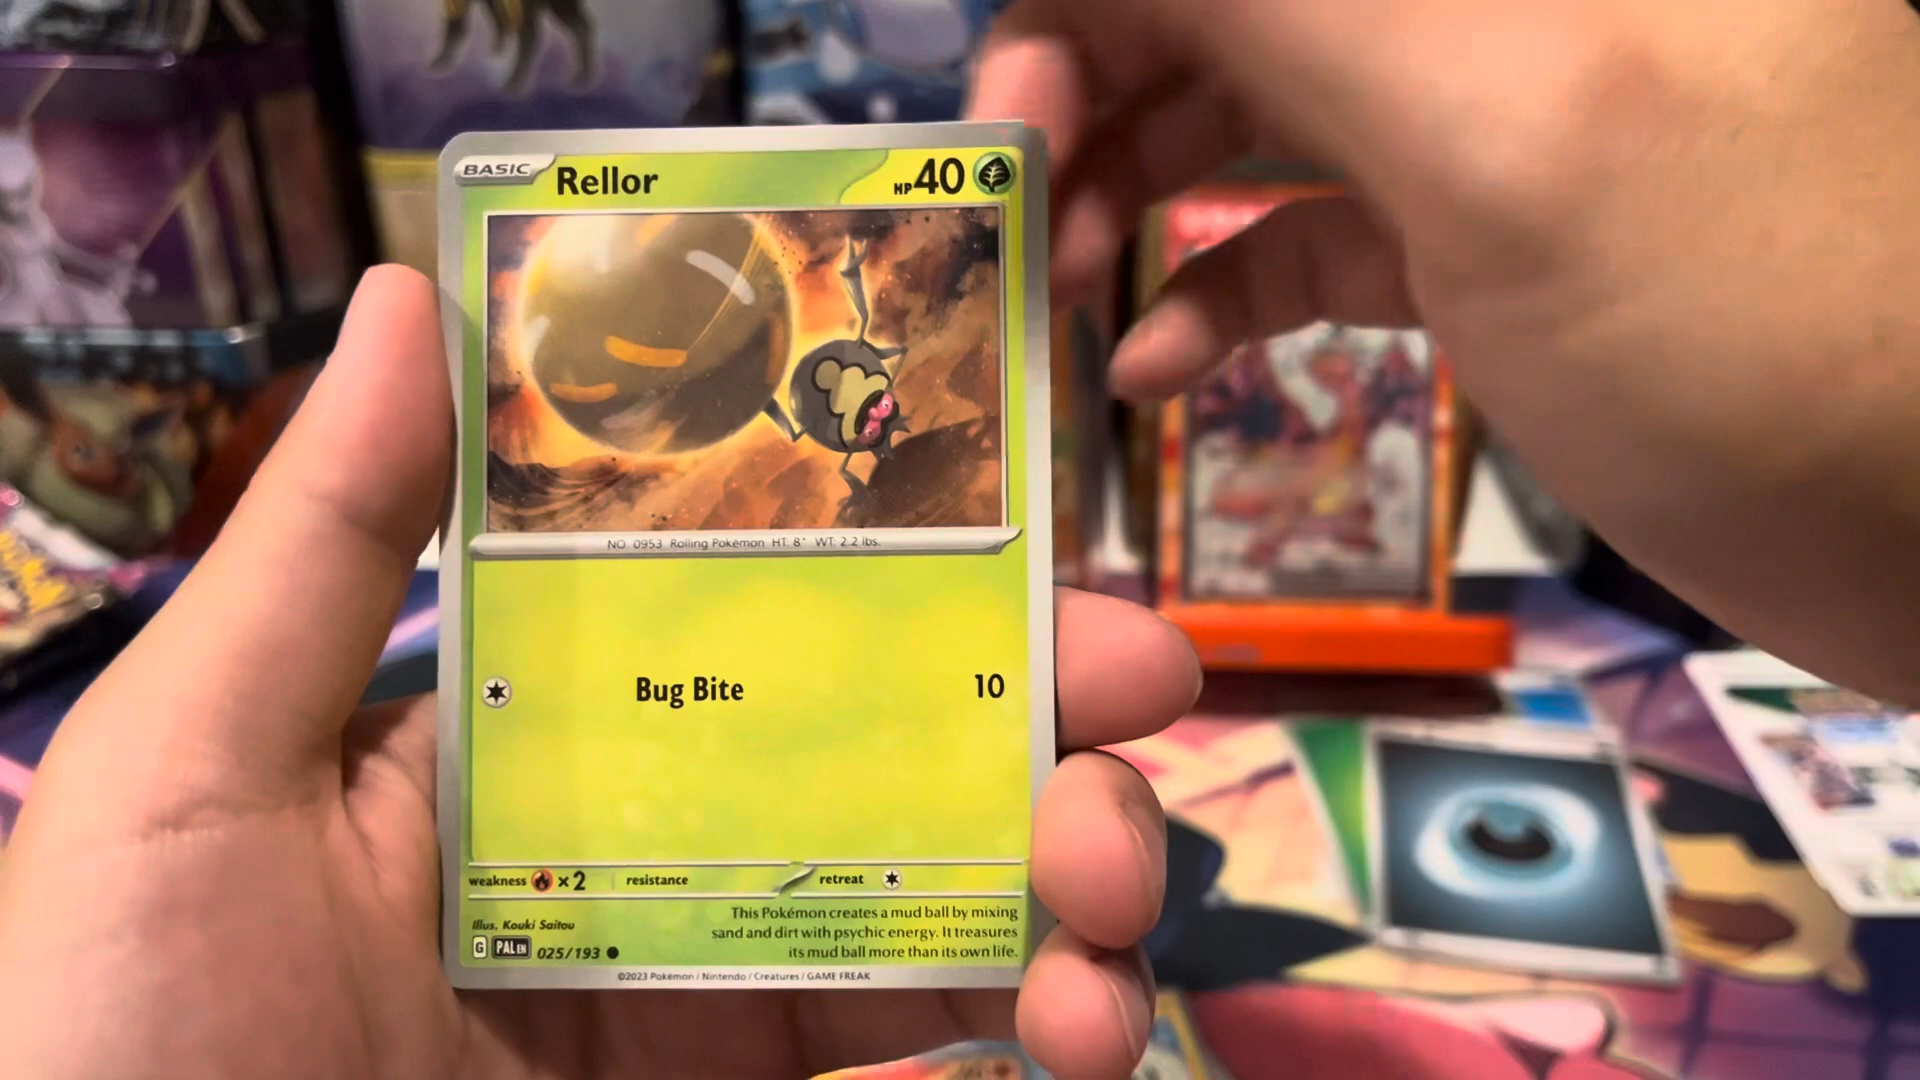 BASIC Rellor HP 40
NO. 0953 Rolling Pokémon HT: 8" WT: 2.2 lbs.
Bug Bite 10
weakness ×2 resistance retreat
This Pokémon creates a mud ball by mixing
sand and dirt with psychic energy. It treasures
its mud ball more than its own life.
Illus. Kouki Saitou
G PAL EN 025/193
©2023 Pokémon / Nintendo / Creatures / GAME FREAK